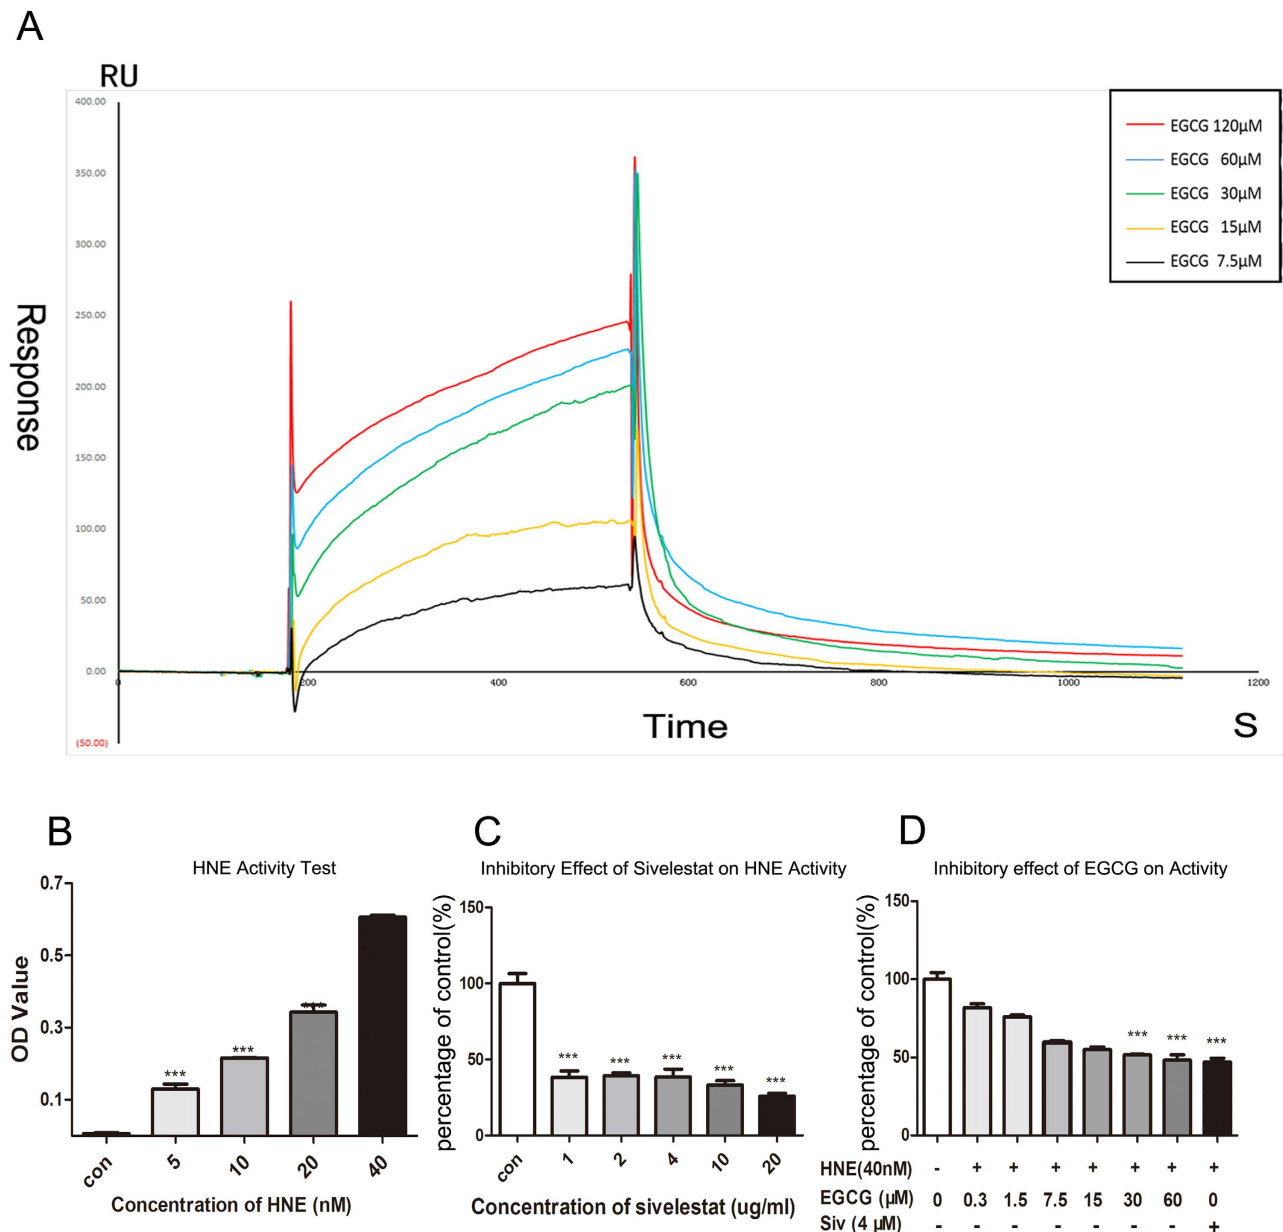 A
RU
400.00
350.00
300.00
250.00
200.00
150.00
100.00
50.00
0.00
(50.00)
Response
0
200
400
600
800
1000
1200
Time
S
EGCG 120μM
EGCG 60μM
EGCG 30μM
EGCG 15μM
EGCG 7.5μM
B
HNE Activity Test
OD Value
0.7
0.5
0.3
0.1
***
***
***
con 5 10 20 40
Concentration of HNE (nM)
C
Inhibitory Effect of Sivelestat on HNE Activity
percentage of control(%)
150
100
50
0
*** *** *** *** ***
con 1 2 4 10 20
Concentration of sivelestat (ug/ml)
D
Inhibitory effect of EGCG on Activity
percentage of control(%)
150
100
50
0
*** *** ***
HNE(40nM) - + + + + + + +
EGCG (μM) 0 0.3 1.5 7.5 15 30 60 0
Siv (4 μM) - - - - - - - +